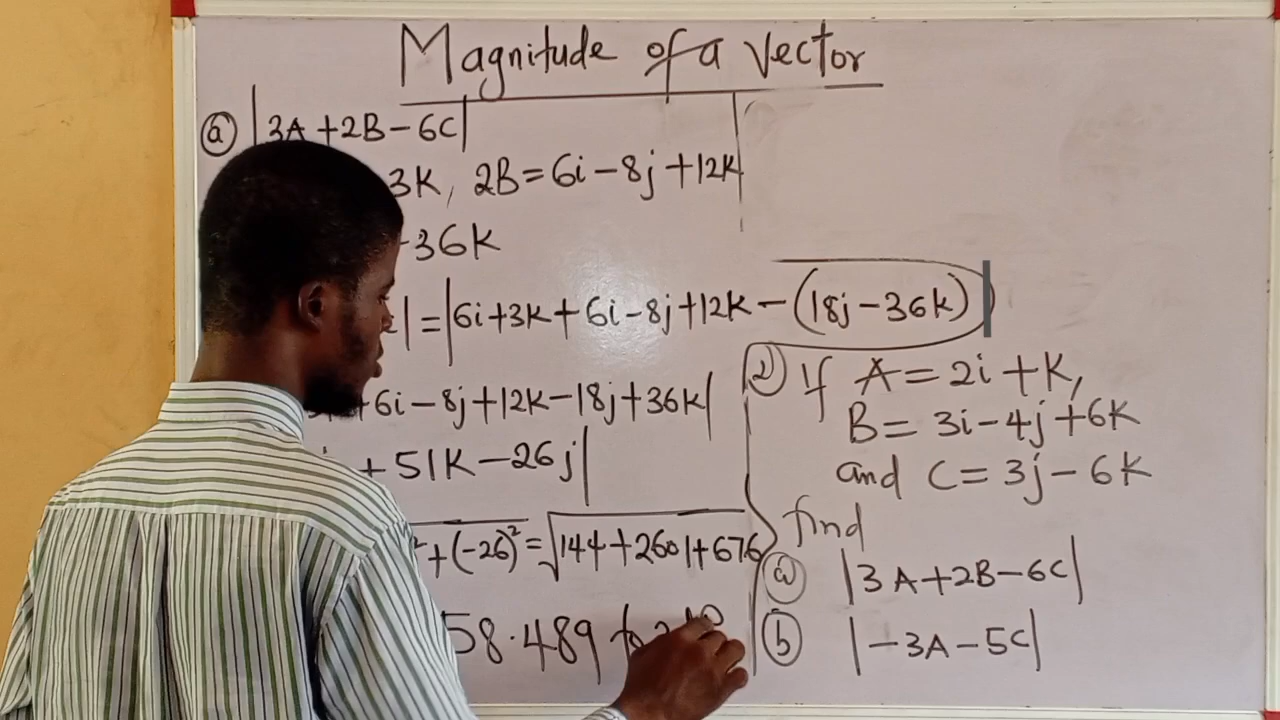 Magnitude of a vector
(a) |3A+2B-6C|
3K, 2B=6i-8j+12K
-36K
|=|6i+3K+6i-8j+12K-(18j-36K)|
+6i-8j+12K-18j+36K|
+51K-26j|
²+(-26)²=√144+2601+676
58.489 to
2) If A=2i+K,
B= 3i-4j+6K
and C=3j-6K
find
(a) |3A+2B-6C|
(b) |-3A-5C|